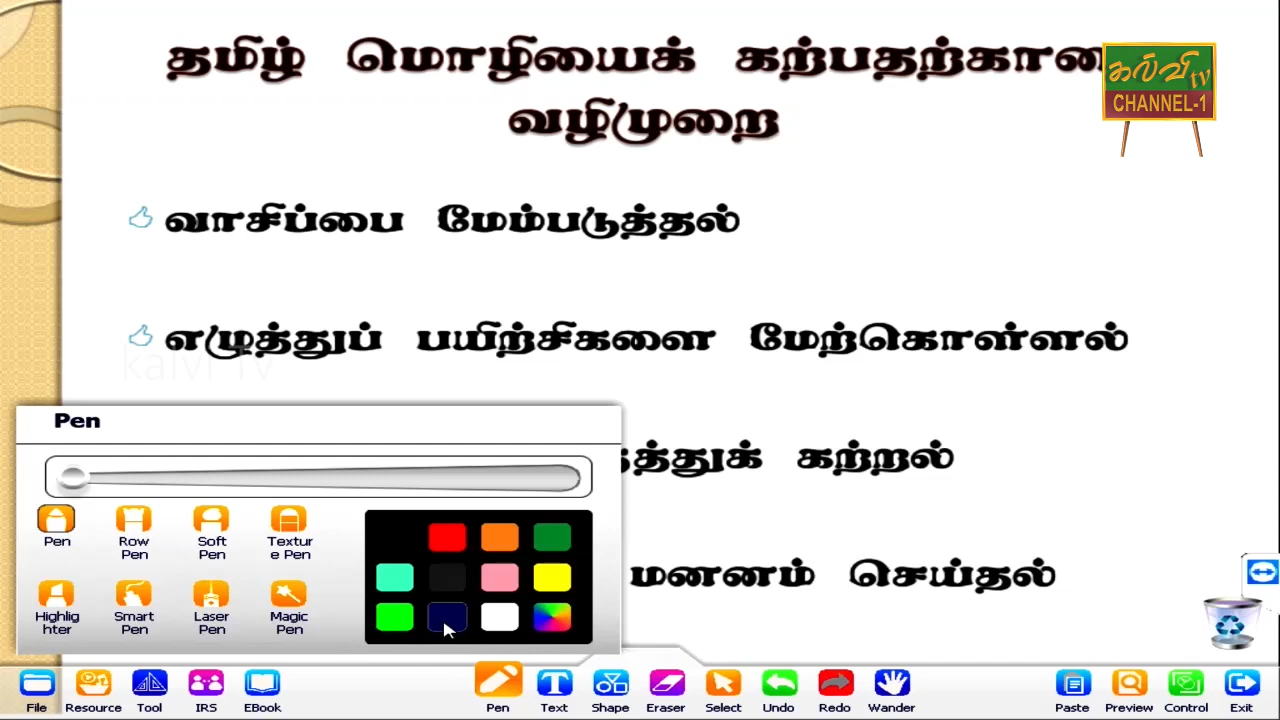 தமிழ் மொழியைக் கற்பதற்கான
வழிமுறை
கல்வி tv
CHANNEL-1
வாசிப்பை மேம்படுத்தல்
எழுத்துப் பயிற்சிகளை மேற்கொள்ளல்
kalvi TV
Pen
கற்றல்
மனனம் செய்தல்
Pen Row Pen Soft Pen Texture Pen
Highlighter Smart Pen Laser Pen Magic Pen
File Resource Tool IRS EBook Pen Text Shape Eraser Select Undo Redo Wander Paste Preview Control Exit